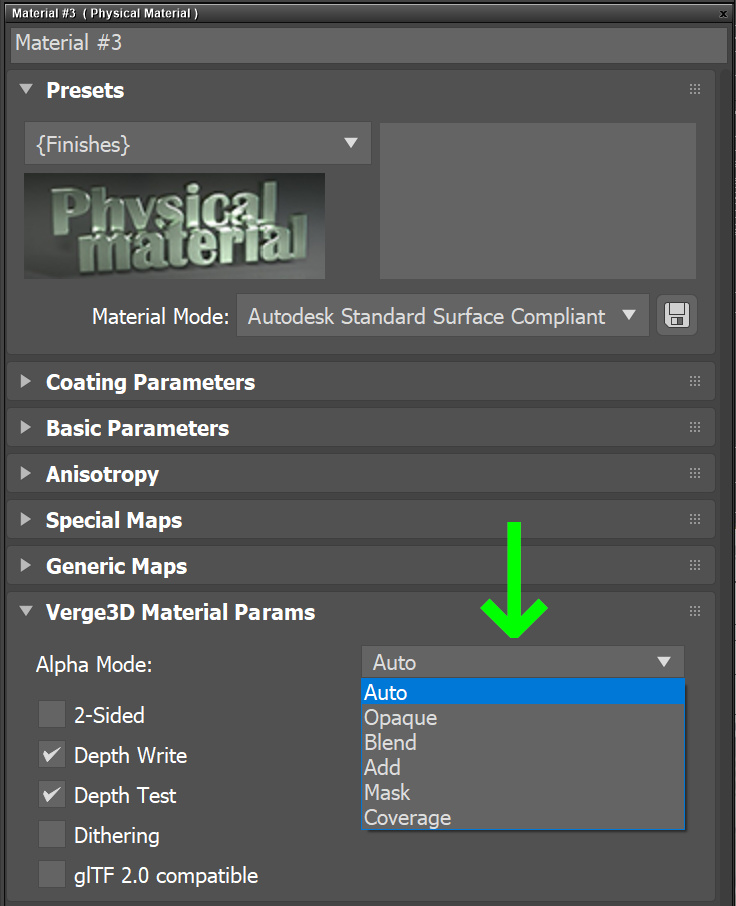 Material #3 ( Physical Material )
x
Material #3
Presets
{Finishes}
Physical
material
Material Mode: Autodesk Standard Surface Compliant
Coating Parameters
Basic Parameters
Anisotropy
Special Maps
Generic Maps
Verge3D Material Params
Alpha Mode: Auto
Auto
Opaque
Blend
Add
Mask
Coverage
2-Sided
Depth Write
Depth Test
Dithering
glTF 2.0 compatible